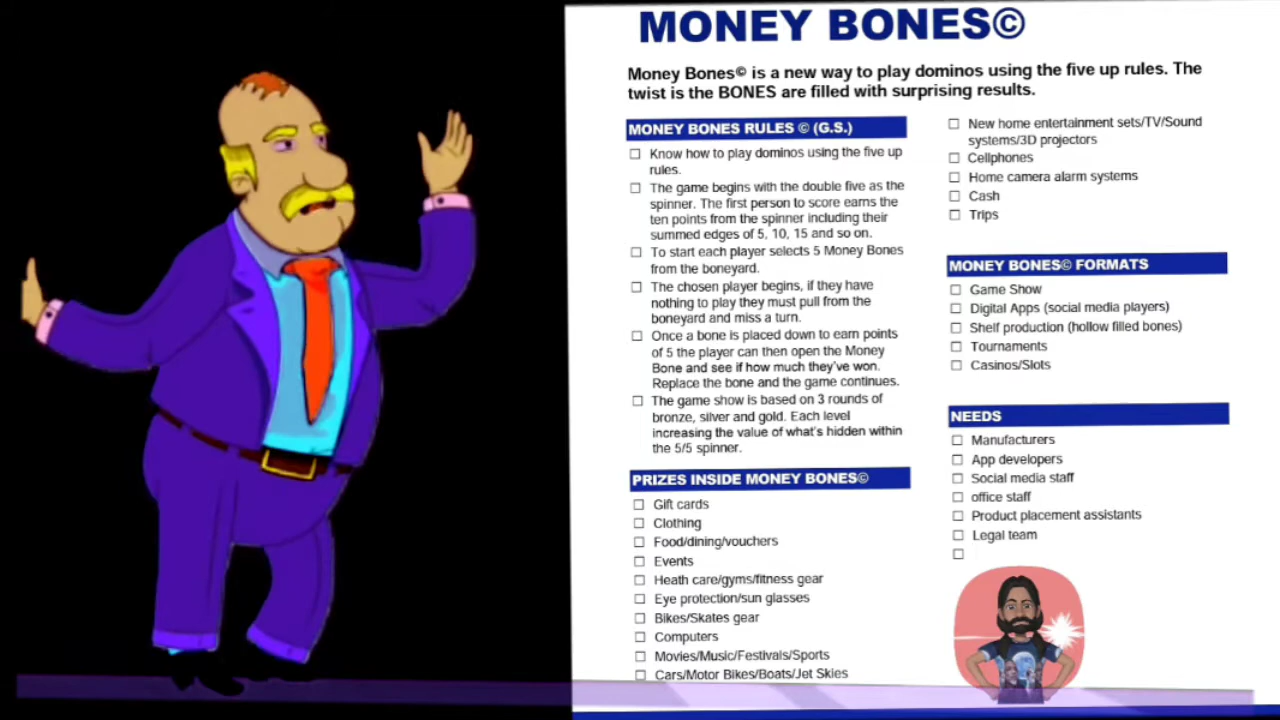 MONEY BONES©
Money Bones© is a new way to play dominos using the five up rules. The
twist is the BONES are filled with surprising results.
MONEY BONES RULES © (G.S.)
☐ Know how to play dominos using the five up
rules.
☐ The game begins with the double five as the
spinner. The first person to score earns the
ten points from the spinner including their
summed edges of 5, 10, 15 and so on.
☐ To start each player selects 5 Money Bones
from the boneyard.
☐ The chosen player begins, if they have
nothing to play they must pull from the
boneyard and miss a turn.
☐ Once a bone is placed down to earn points
of 5 the player can then open the Money
Bone and see if how much they've won.
Replace the bone and the game continues.
☐ The game show is based on 3 rounds of
bronze, silver and gold. Each level
increasing the value of what's hidden within
the 5/5 spinner.
PRIZES INSIDE MONEY BONES©
☐ Gift cards
☐ Clothing
☐ Food/dining/vouchers
☐ Events
☐ Heath care/gyms/fitness gear
☐ Eye protection/sun glasses
☐ Bikes/Skates gear
☐ Computers
☐ Movies/Music/Festivals/Sports
☐ Cars/Motor Bikes/Boats/Jet Skies
☐ New home entertainment sets/TV/Sound
systems/3D projectors
☐ Cellphones
☐ Home camera alarm systems
☐ Cash
☐ Trips
MONEY BONES© FORMATS
☐ Game Show
☐ Digital Apps (social media players)
☐ Shelf production (hollow filled bones)
☐ Tournaments
☐ Casinos/Slots
NEEDS
☐ Manufacturers
☐ App developers
☐ Social media staff
☐ office staff
☐ Product placement assistants
☐ Legal team
☐